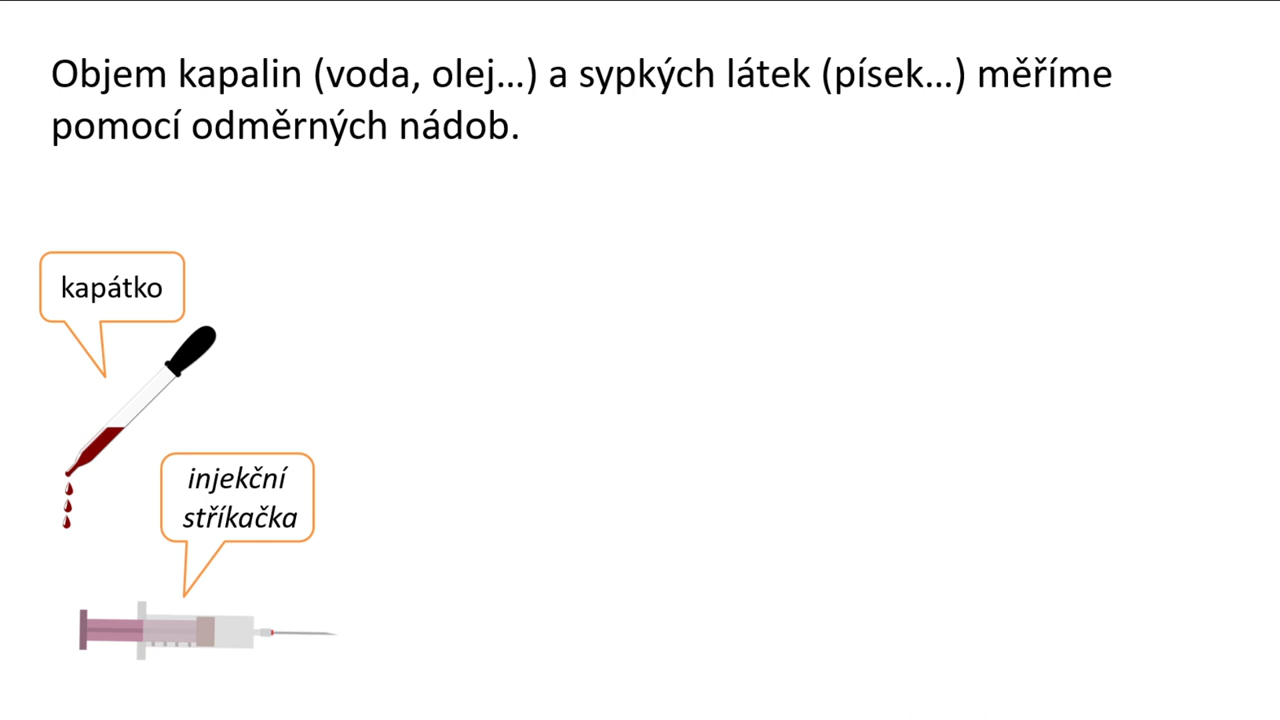 Objem kapalin (voda, olej…) a sypkých látek (písek…) měříme
pomocí odměrných nádob.
kapátko
injekční
stříkačka